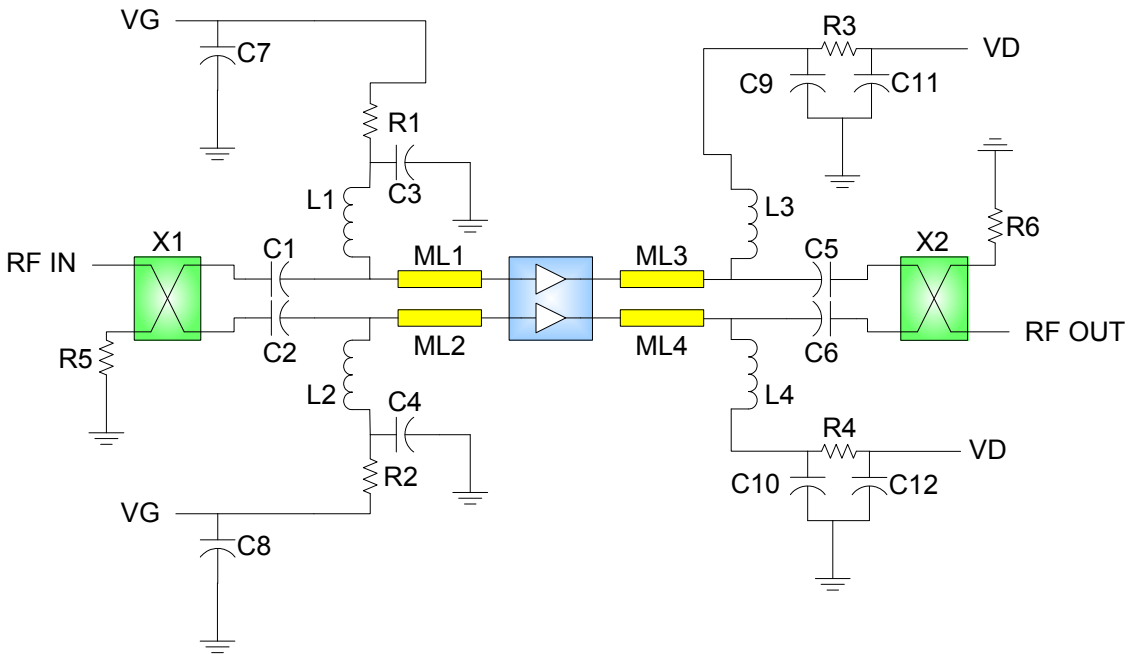 VG
C7
R1
C3
L1
R3
VD
C9
C11
L3
R6
X1
RF IN
C1
ML1
ML3
C5
X2
R5
C2
ML2
ML4
C6
RF OUT
L2
C4
R2
L4
R4
VD
C10
C12
VG
C8